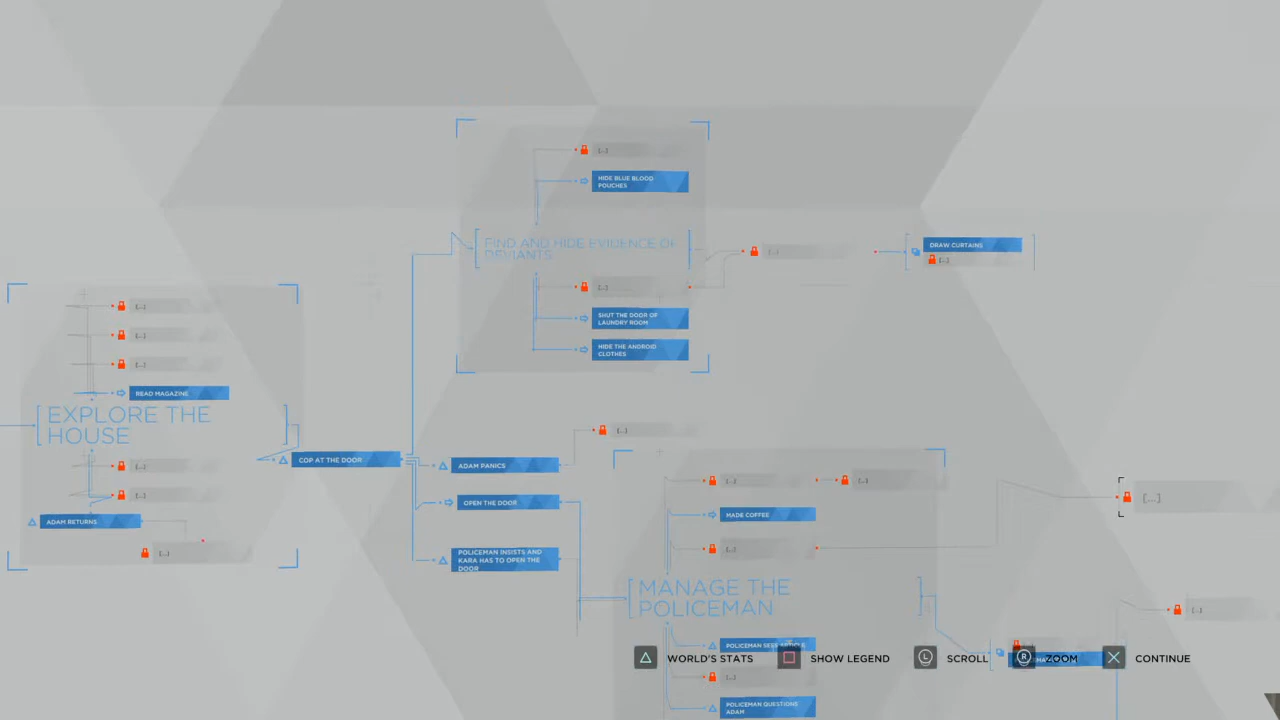 [...]
HIDE BLUE BLOOD
POUCHES
FIND AND HIDE EVIDENCE OF
DEVIANTS
[...]
DRAW CURTAINS
[...]
[...]
SHUT THE DOOR OF
LAUNDRY ROOM
HIDE THE ANDROID
CLOTHES
[...]
[...]
[...]
READ MAGAZINE
EXPLORE THE
HOUSE
[...]
[...]
ADAM RETURNS
[...]
COP AT THE DOOR
[...]
ADAM PANICS
OPEN THE DOOR
POLICEMAN INSISTS AND
KARA HAS TO OPEN THE
DOOR
[...]
[...]
MADE COFFEE
[...]
[...]
MANAGE THE
POLICEMAN
[...]
POLICEMAN SEES ARTICLE
[...]
POLICEMAN QUESTIONS
ADAM
WORLD'S STATS
SHOW LEGEND
L
SCROLL
R
ZOOM
CONTINUE